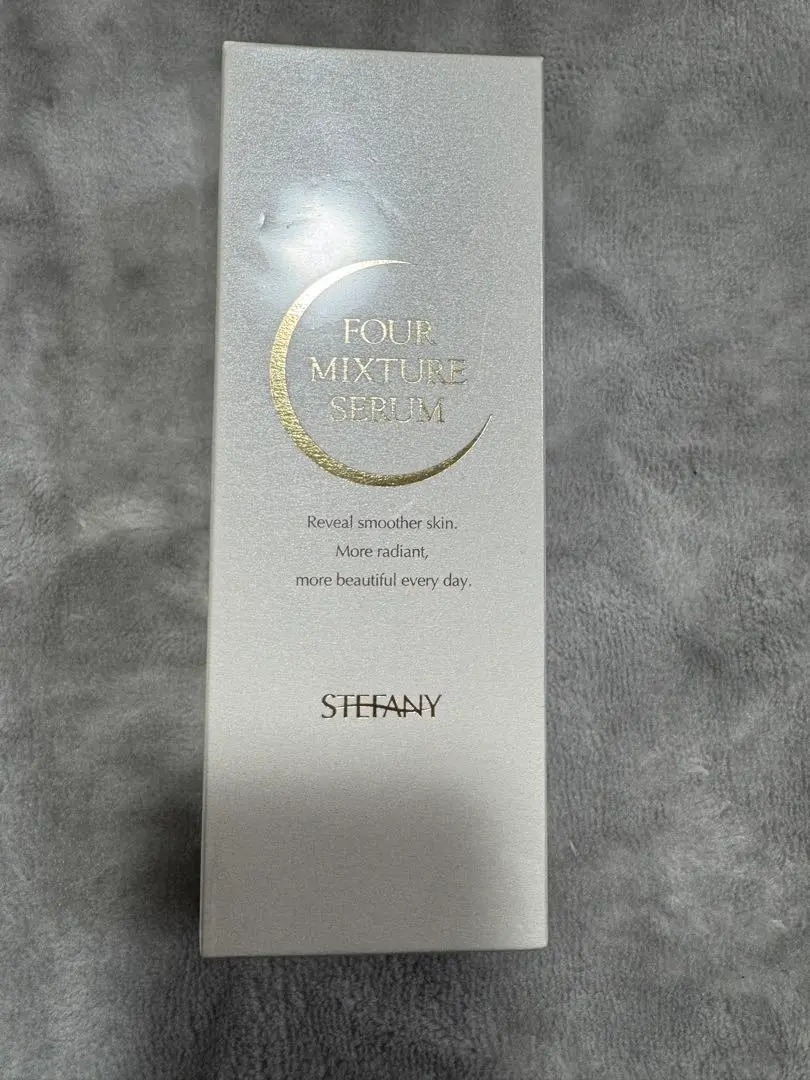 FOUR
MIXTURE
SERUM
Reveal smoother skin.
More radiant,
more beautiful every day.
STEFANY